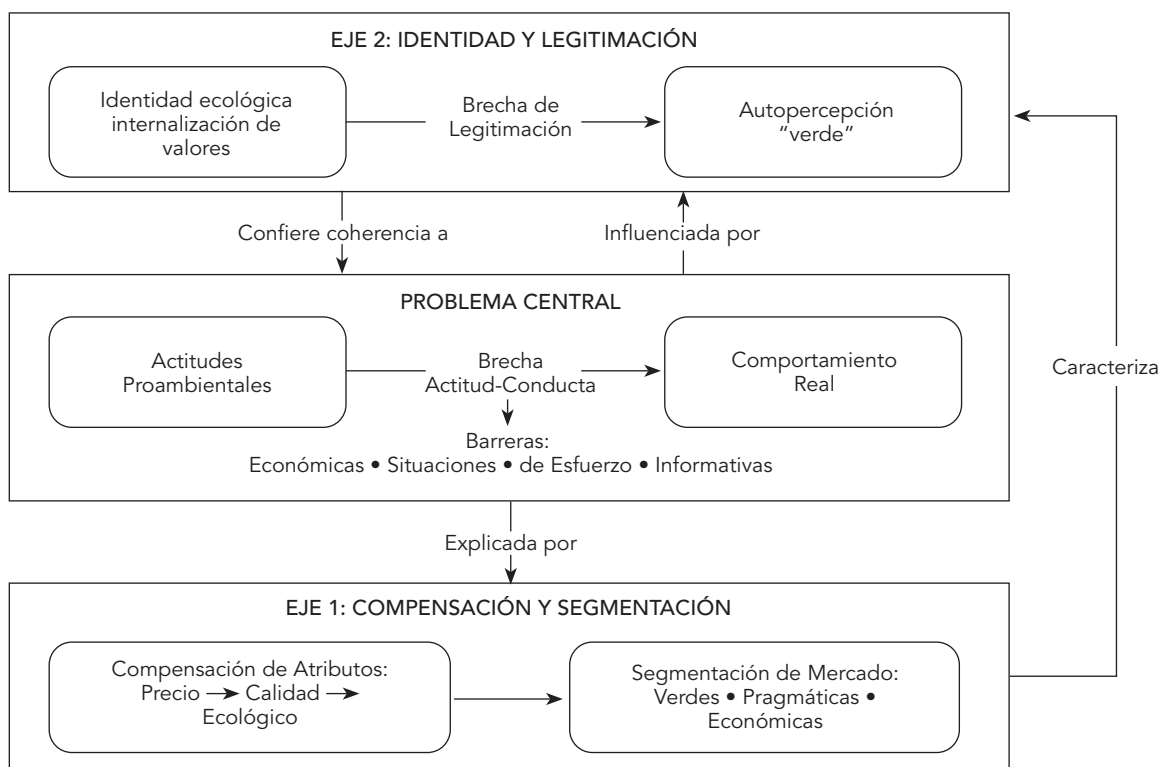 EJE 2: IDENTIDAD Y LEGITIMACIÓN
Identidad ecológica
internalización de
valores
Brecha de
Legitimación
Autopercepción
“verde”
Confiere coherencia a
Influenciada por
PROBLEMA CENTRAL
Actitudes
Proambientales
Brecha
Actitud-Conducta
Comportamiento
Real
Barreras:
Económicas • Situaciones • de Esfuerzo • Informativas
Caracteriza
Explicada por
EJE 1: COMPENSACIÓN Y SEGMENTACIÓN
Compensación de Atributos:
Precio → Calidad →
Ecológico
Segmentación de Mercado:
Verdes • Pragmáticas •
Económicas